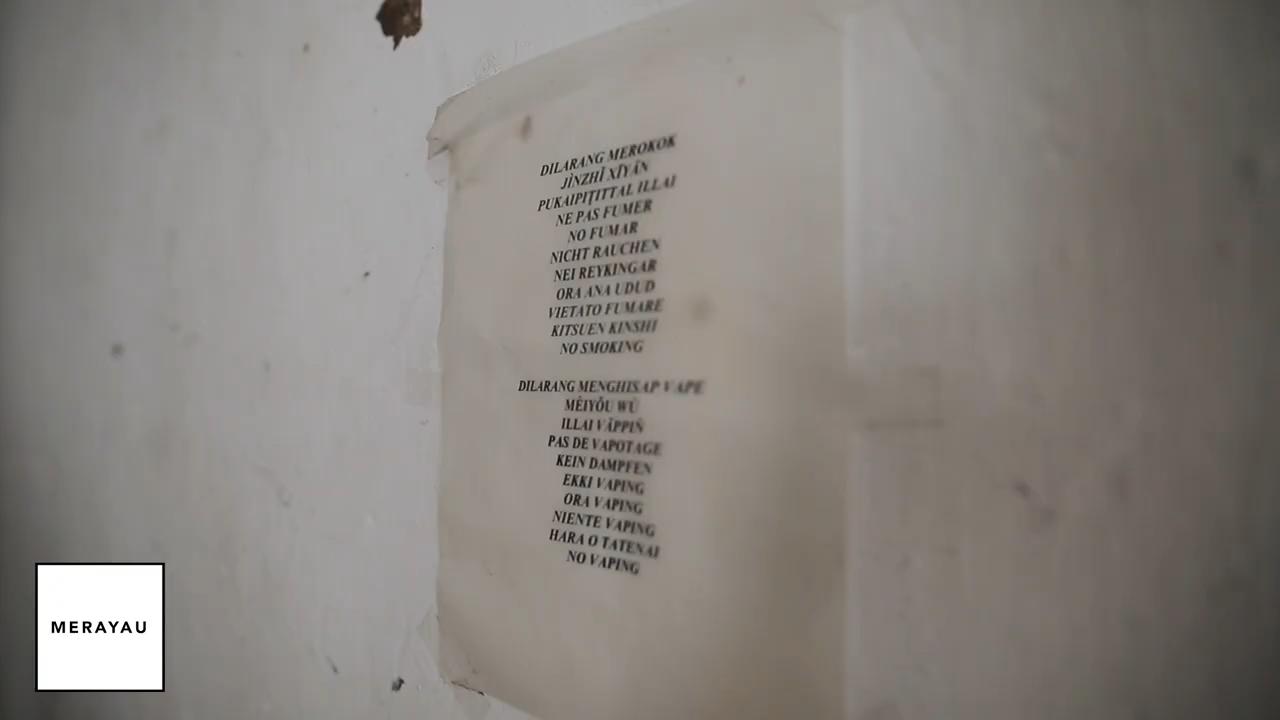 DILARANG MEROKOK
JÌNZHǏ XĪYĀN
PUKAIPIṬITTAL ILLAI
NE PAS FUMER
NO FUMAR
NICHT RAUCHEN
NEI REYKINGAR
ORA ANA UDUD
VIETATO FUMARE
KITSUEN KINSHI
NO SMOKING
DILARANG MENGHISAP VAPE
MÉIYǑU WÙ
ILLAI VĀPPIṄ
PAS DE VAPOTAGE
KEIN DAMPFEN
EKKI VAPING
ORA VAPING
NIENTE VAPING
HARA O TATENAI
NO VAPING
MERAYAU